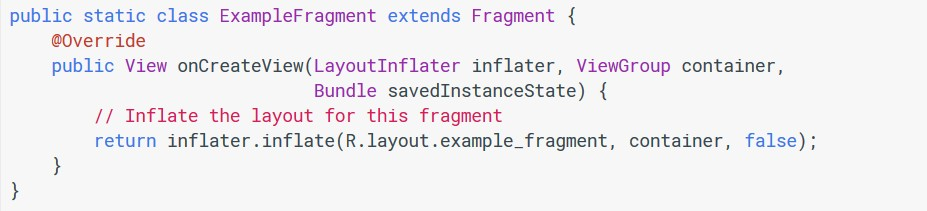 public static class ExampleFragment extends Fragment {
    @Override
    public View onCreateView(LayoutInflater inflater, ViewGroup container,
                             Bundle savedInstanceState) {
        // Inflate the layout for this fragment
        return inflater.inflate(R.layout.example_fragment, container, false);
    }
}